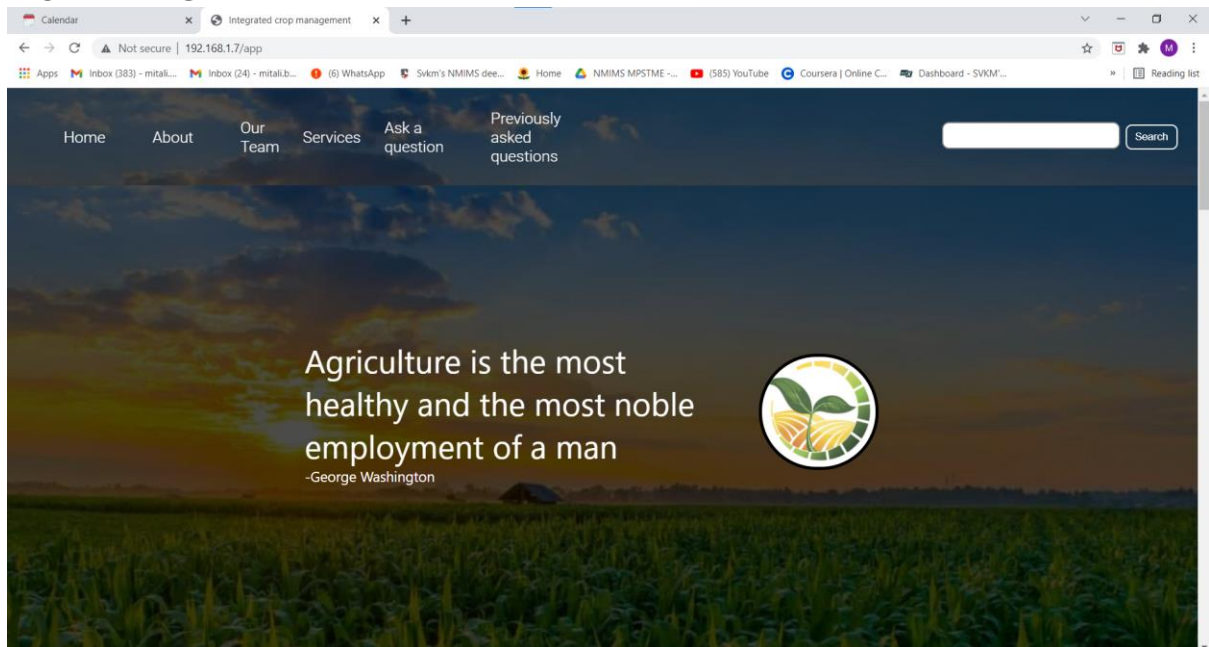 Calendar
Integrated crop management
Not secure | 192.168.1.7/app
M
Apps
Inbox (383) - mitali....
Inbox (24) - mitali.b...
(6) WhatsApp
Svkm's NMIMS dee...
Home
NMIMS MPSTME -...
(585) YouTube
Coursera | Online C...
Dashboard - SVKM'...
»
Reading list
Home
About
Our
Team
Services
Ask a
question
Previously
asked
questions
Search
Agriculture is the most
healthy and the most noble
employment of a man
-George Washington